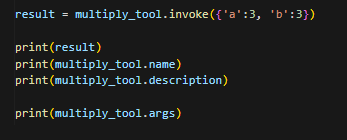 result = multiply_tool.invoke({'a':3, 'b':3})
print(result)
print(multiply_tool.name)
print(multiply_tool.description)
print(multiply_tool.args)